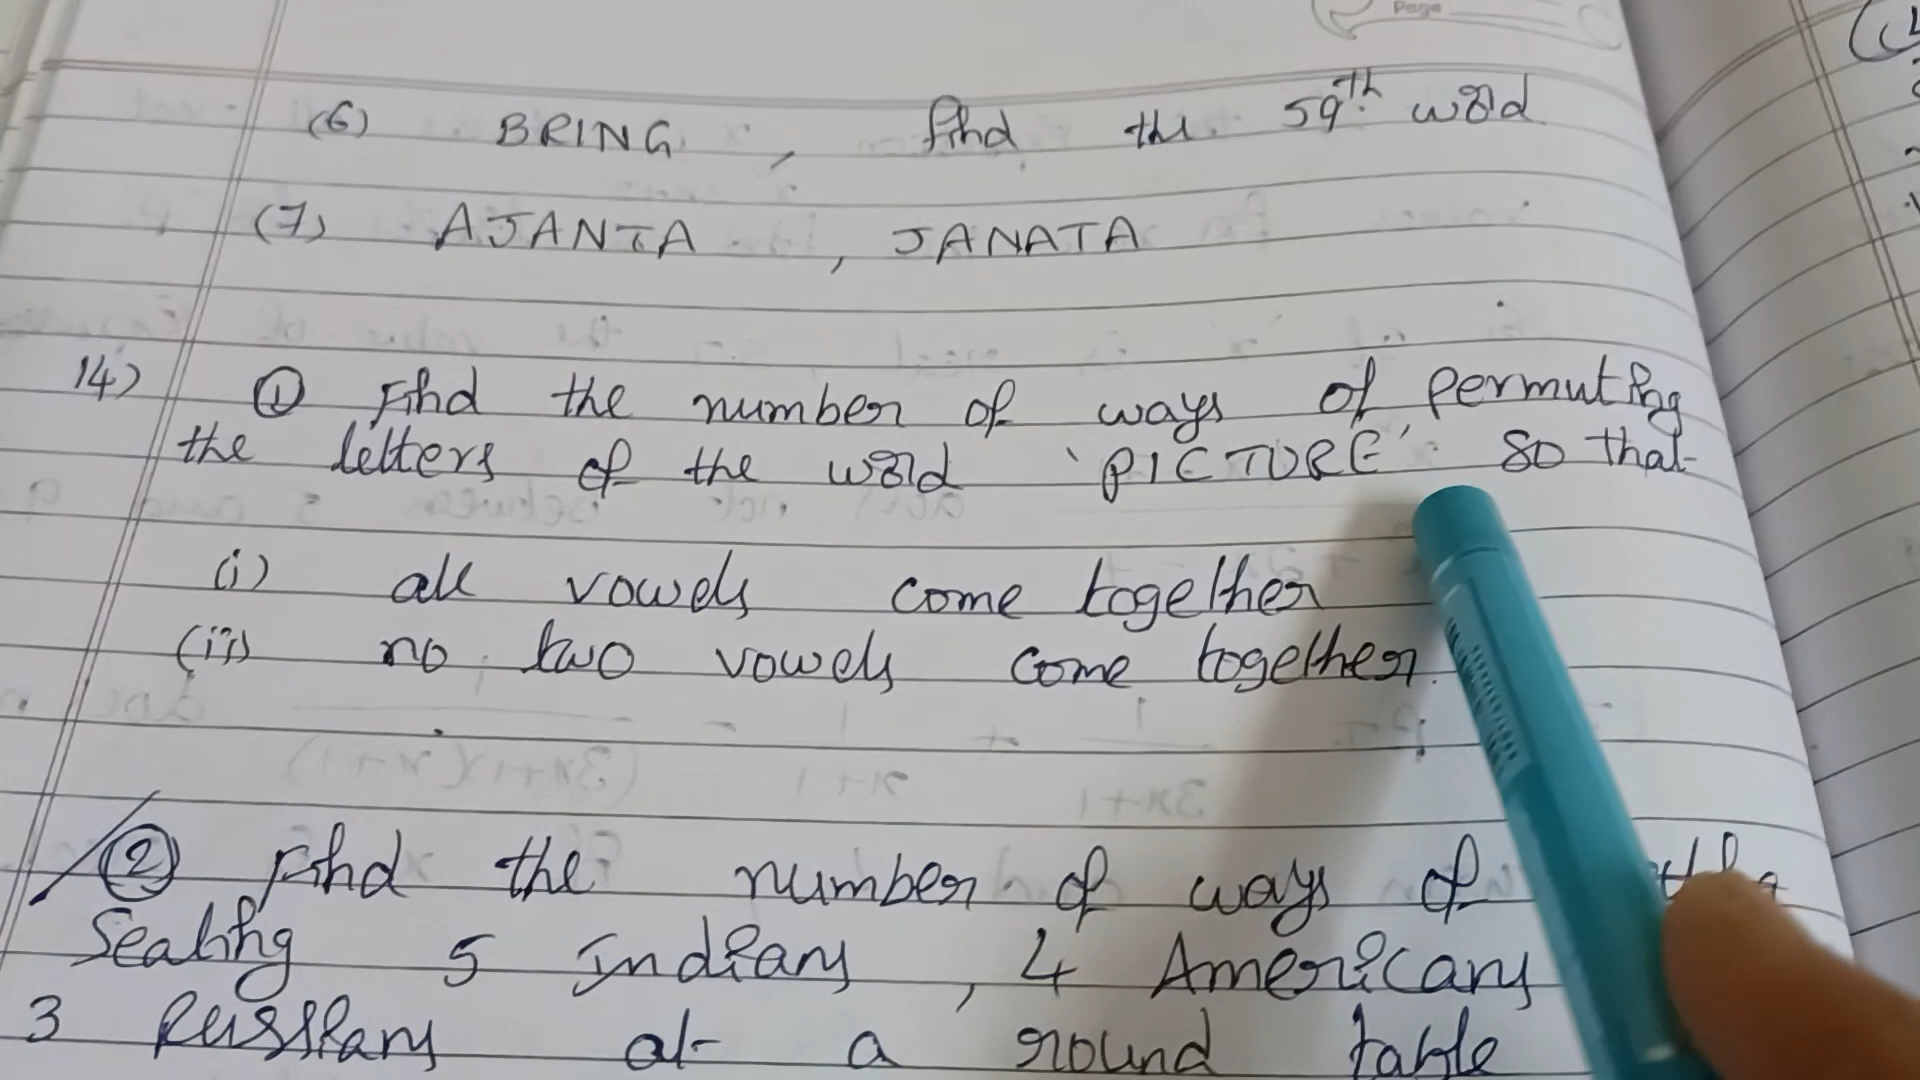 Page
(6) BRING, find the 59th word
(7) AJANTA, JANATA
14) ① Find the number of ways of permuting
the letters of the word 'PICTURE' so that
(i) all vowels come together
(ii) no two vowels come together.
② Find the number of ways of
Seating 5 Indians, 4 Americans
3 Russians at a round table